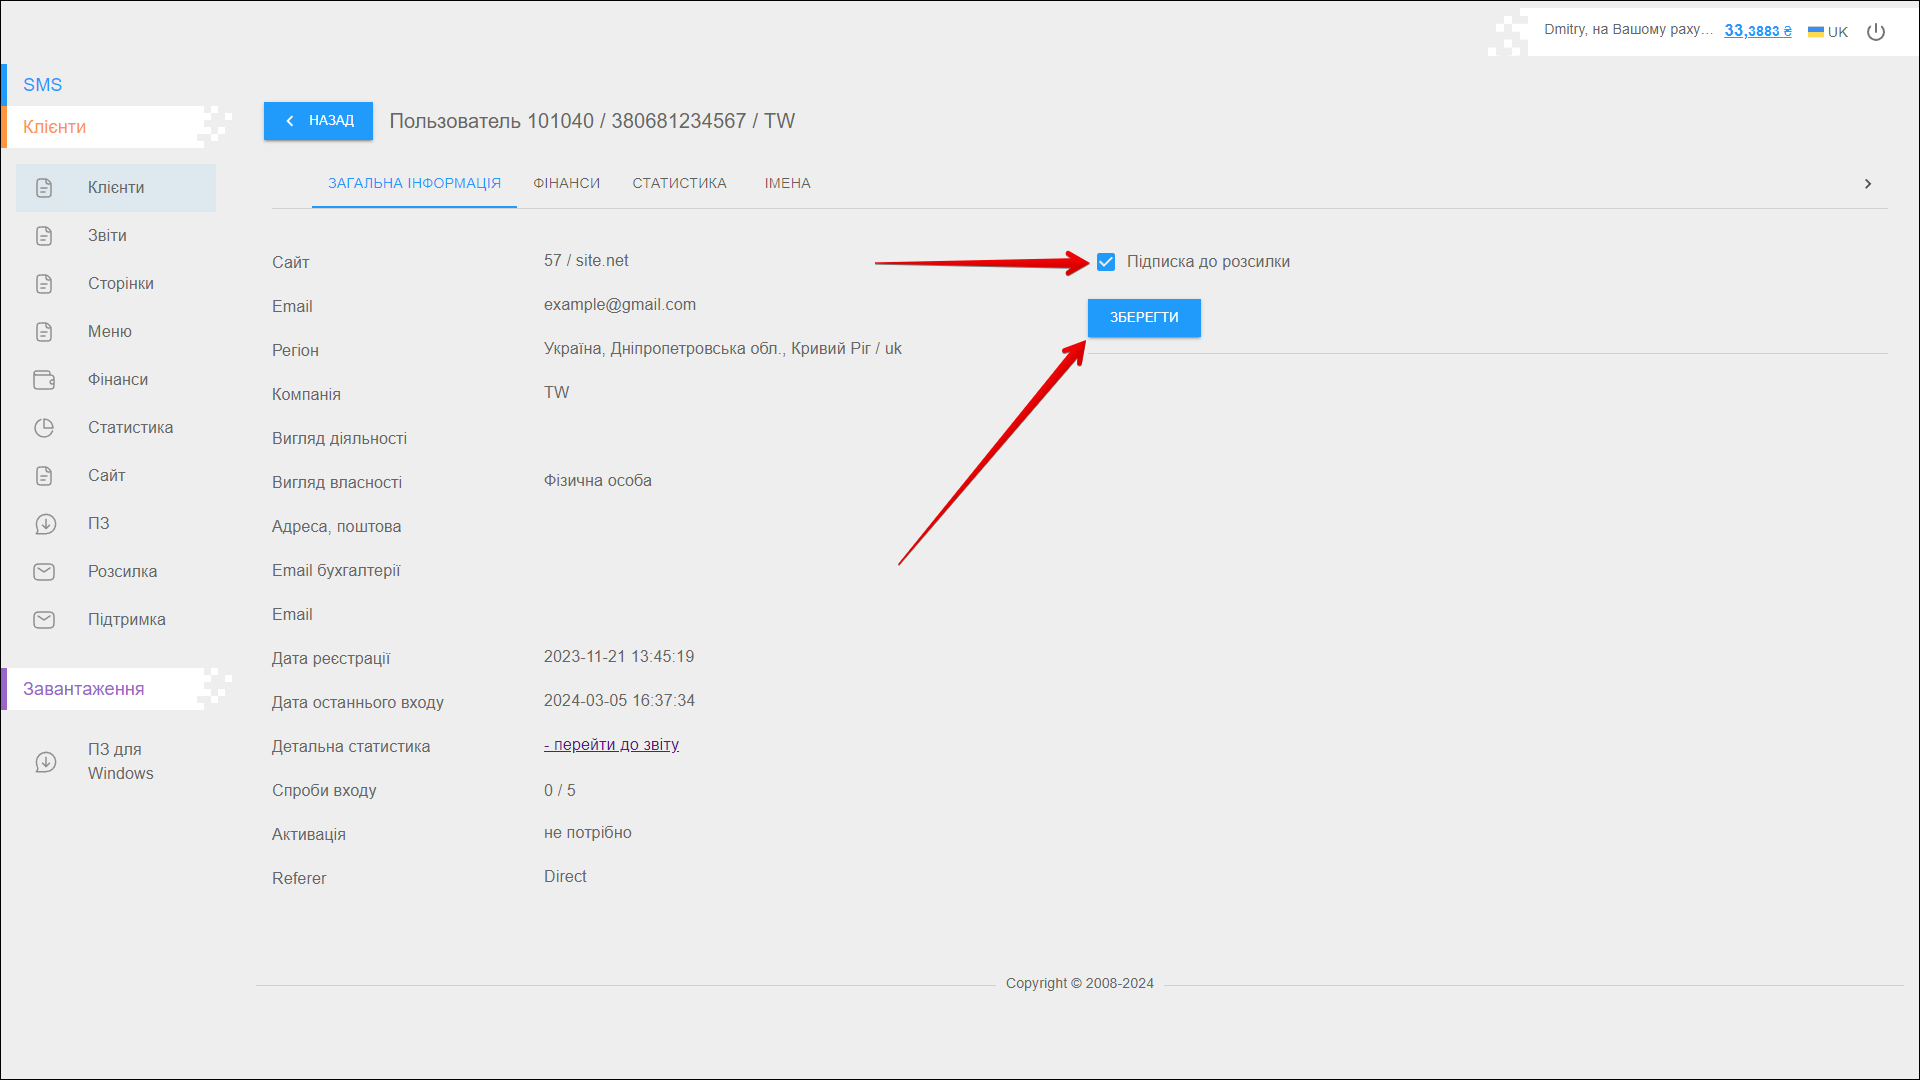 Dmitry, на Вашому раху... 33,3883 ₴ UK
SMS
Клієнти
Клієнти
Звіти
Сторінки
Меню
Фінанси
Статистика
Сайт
ПЗ
Розсилка
Підтримка
Завантаження
ПЗ для
Windows
НАЗАД Пользователь 101040 / 380681234567 / TW
ЗАГАЛЬНА ІНФОРМАЦІЯ ФІНАНСИ СТАТИСТИКА ІМЕНА
Сайт 57 / site.net
Email example@gmail.com
Регіон Україна, Дніпропетровська обл., Кривий Ріг / uk
Компанія TW
Вигляд діяльності
Вигляд власності Фізична особа
Адреса, поштова
Email бухгалтерії
Email
Дата реєстрації 2023-11-21 13:45:19
Дата останнього входу 2024-03-05 16:37:34
Детальна статистика - перейти до звіту
Спроби входу 0 / 5
Активація не потрібно
Referer Direct
Підписка до розсилки
ЗБЕРЕГТИ
Copyright © 2008-2024